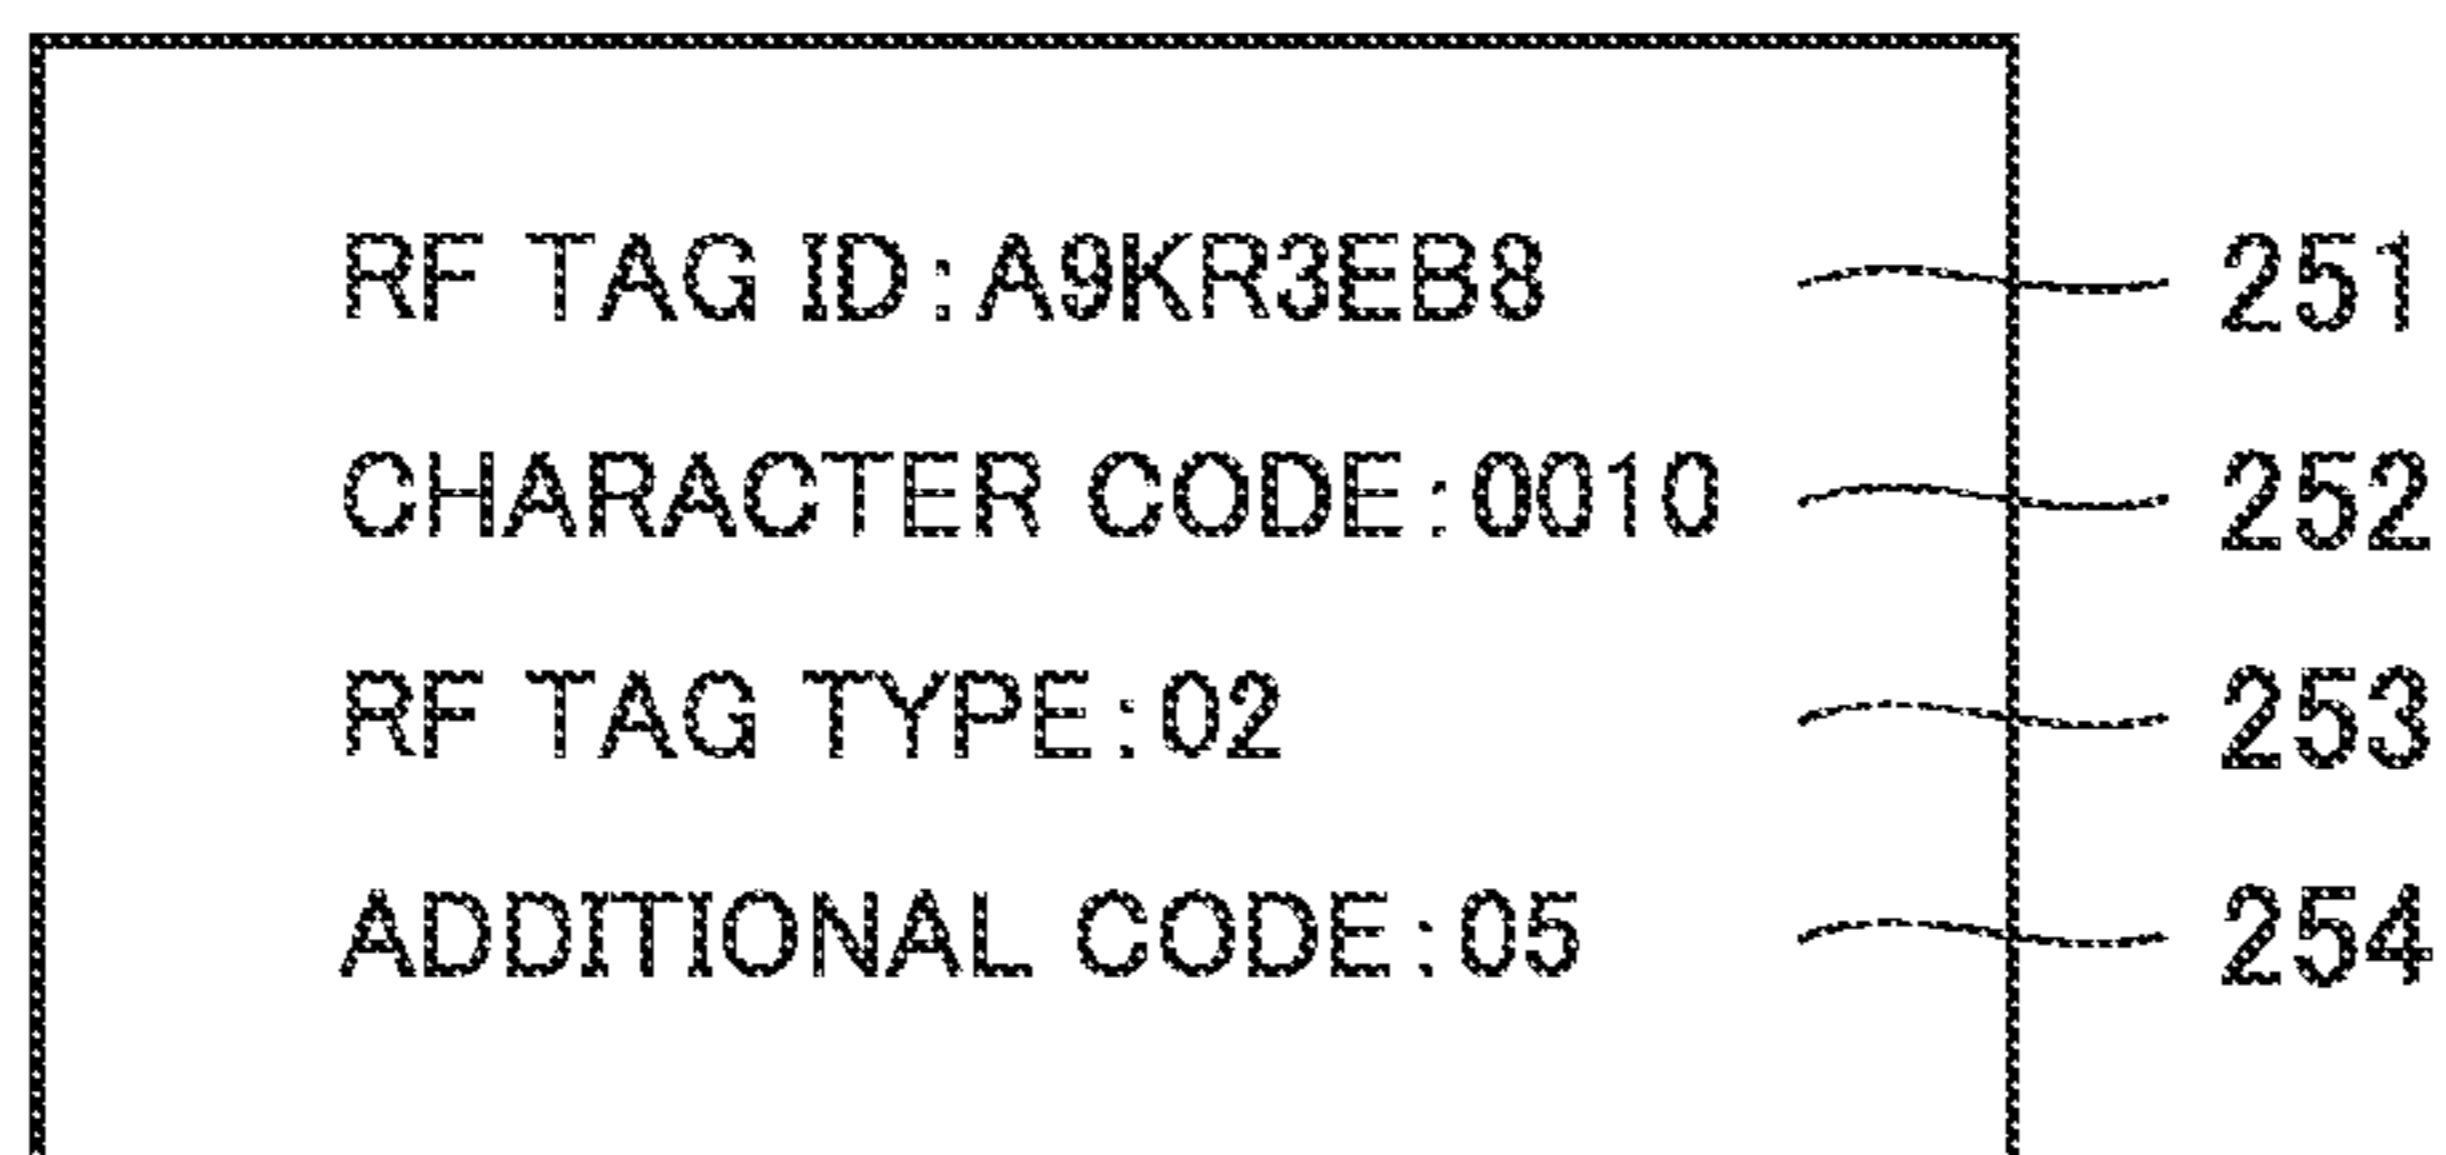 RF TAG ID:A9KR3EB8 251
CHARACTER CODE:0010 252
RF TAG TYPE:02 253
ADDITIONAL CODE:05 254